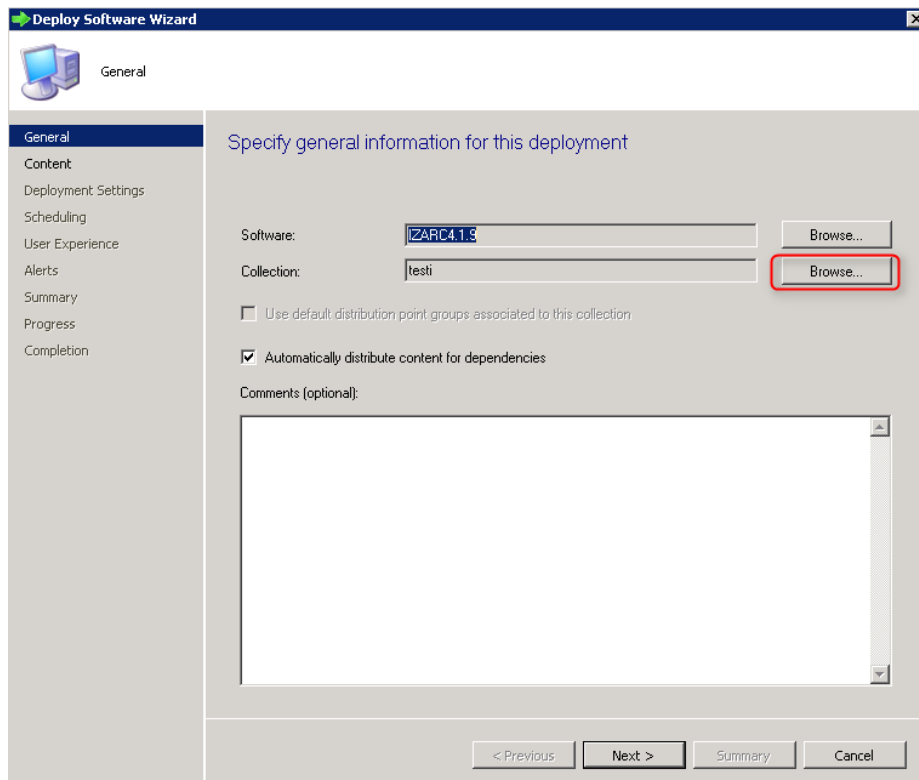 Deploy Software Wizard
General
General
Content
Deployment Settings
Scheduling
User Experience
Alerts
Summary
Progress
Completion
Specify general information for this deployment
Software: IZARC4.1.9 Browse...
Collection: testi Browse...
Use default distribution point groups associated to this collection
Automatically distribute content for dependencies
Comments (optional):
< Previous Next > Summary Cancel